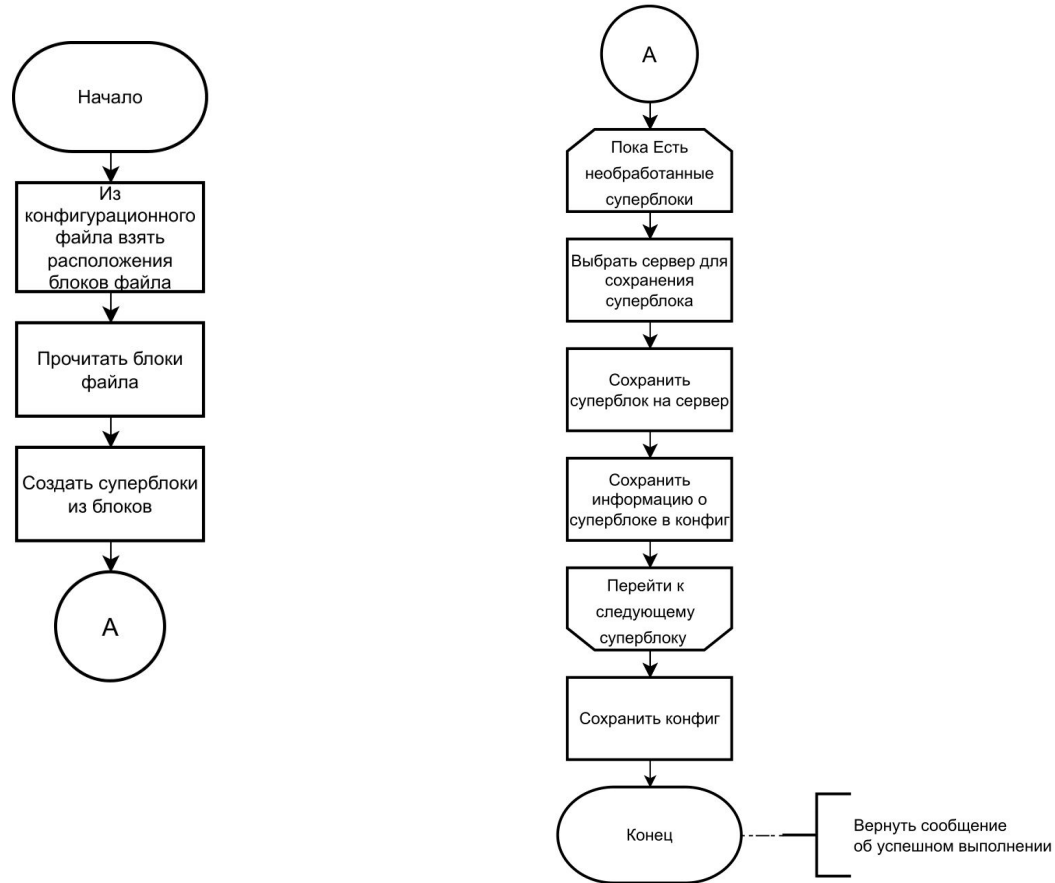 Начало
Из
конфигурационного
файла взять
расположения
блоков файла
Прочитать блоки
файла
Создать суперблоки
из блоков
А
А
Пока Есть
необработанные
суперблоки
Выбрать сервер для
сохранения
суперблока
Сохранить
суперблок на сервер
Сохранить
информацию о
суперблоке в конфиг
Перейти к
следующему
суперблоку
Сохранить конфиг
Конец
Вернуть сообщение
об успешном выполнении